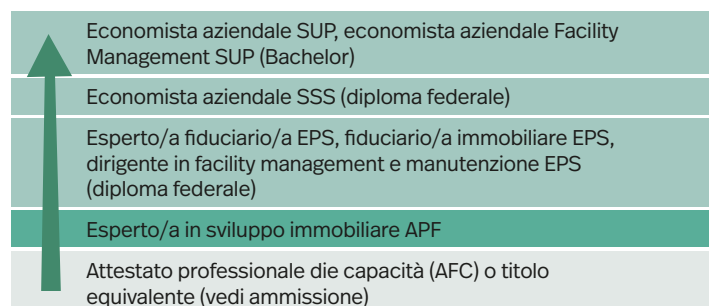 Economista aziendale SUP, economista aziendale Facility
Management SUP (Bachelor)
Economista aziendale SSS (diploma federale)
Esperto/a fiduciario/a EPS, fiduciario/a immobiliare EPS,
dirigente in facility management e manutenzione EPS
(diploma federale)
Esperto/a in sviluppo immobiliare APF
Attestato professionale die capacità (AFC) o titolo
equivalente (vedi ammissione)